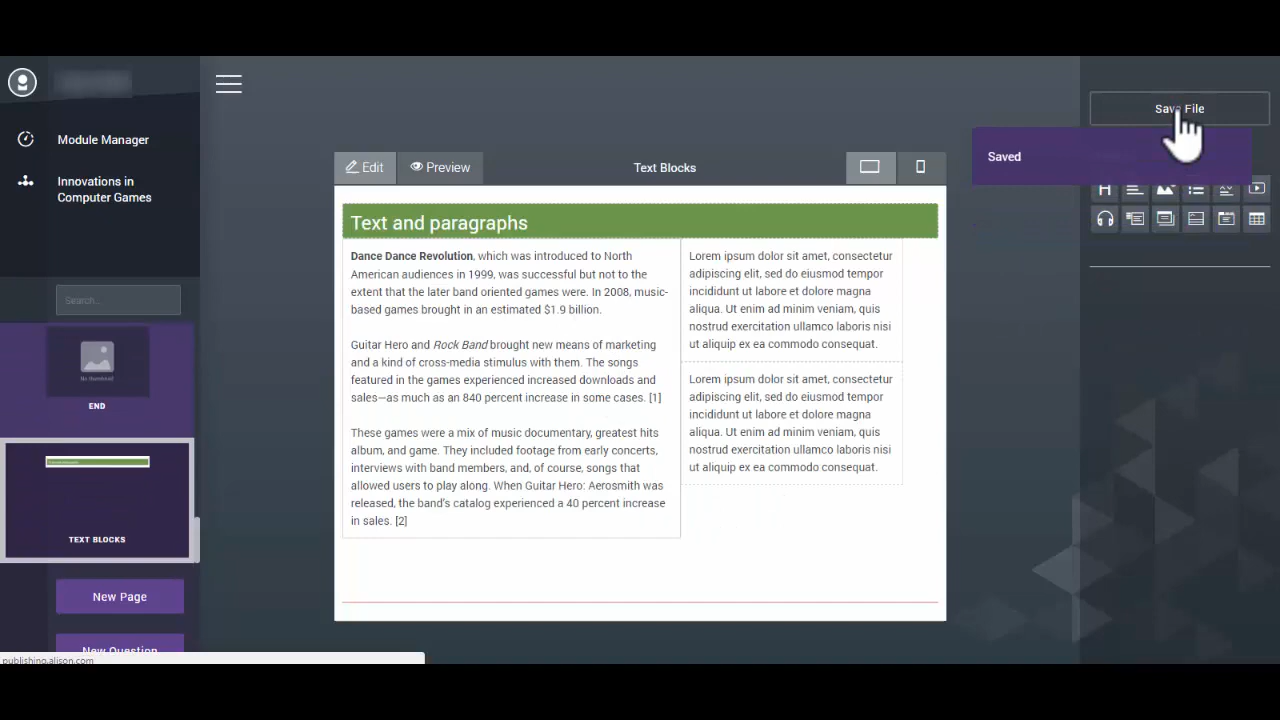 Module Manager
Innovations in
Computer Games
Search...
No thumbnail
END
TEXT BLOCKS
New Page
New Question
publishing.alison.com
Edit
Preview
Text Blocks
Text and paragraphs
Dance Dance Revolution, which was introduced to North
American audiences in 1999, was successful but not to the
extent that the later band oriented games were. In 2008, music-
based games brought in an estimated $1.9 billion.
Guitar Hero and Rock Band brought new means of marketing
and a kind of cross-media stimulus with them. The songs
featured in the games experienced increased downloads and
sales—as much as an 840 percent increase in some cases. [1]
These games were a mix of music documentary, greatest hits
album, and game. They included footage from early concerts,
interviews with band members, and, of course, songs that
allowed users to play along. When Guitar Hero: Aerosmith was
released, the band's catalog experienced a 40 percent increase
in sales. [2]
Lorem ipsum dolor sit amet, consectetur
adipiscing elit, sed do eiusmod tempor
incididunt ut labore et dolore magna
aliqua. Ut enim ad minim veniam, quis
nostrud exercitation ullamco laboris nisi
ut aliquip ex ea commodo consequat.
Lorem ipsum dolor sit amet, consectetur
adipiscing elit, sed do eiusmod tempor
incididunt ut labore et dolore magna
aliqua. Ut enim ad minim veniam, quis
nostrud exercitation ullamco laboris nisi
ut aliquip ex ea commodo consequat.
Save File
Saved
H